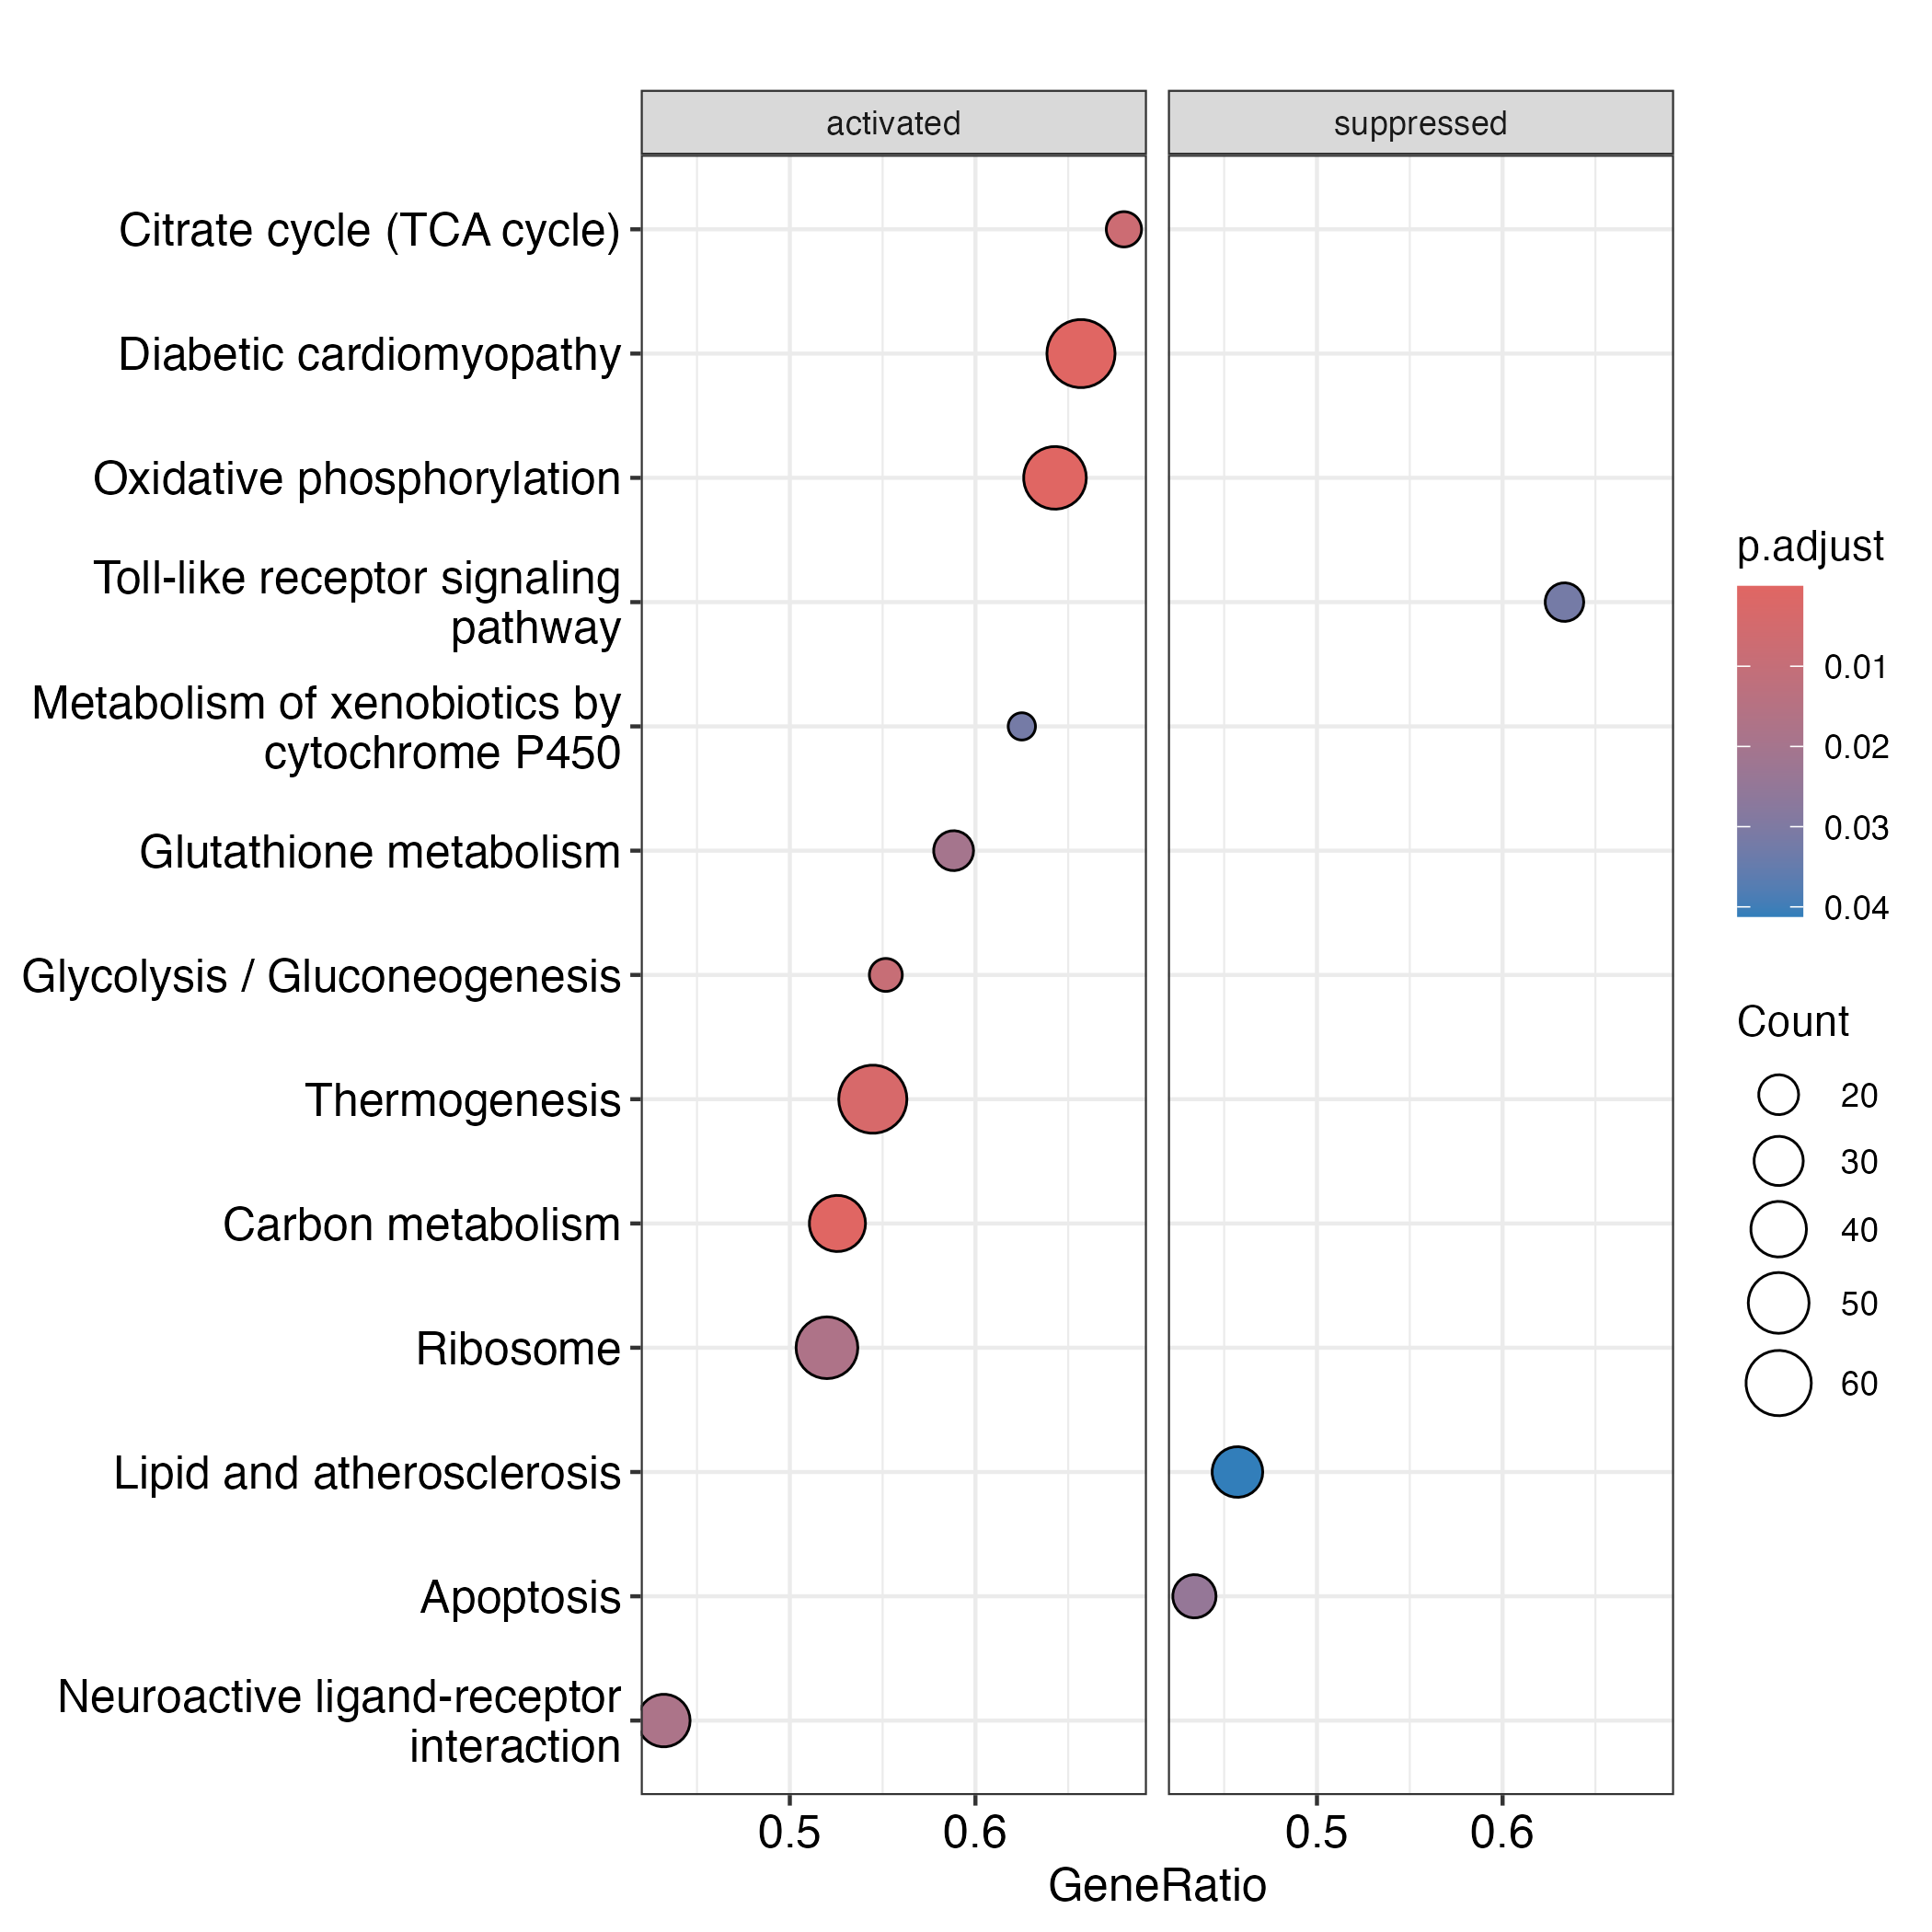 activated
suppressed
Citrate cycle (TCA cycle)
Diabetic cardiomyopathy
Oxidative phosphorylation
Toll-like receptor signaling
pathway
Metabolism of xenobiotics by
cytochrome P450
Glutathione metabolism
Glycolysis / Gluconeogenesis
Thermogenesis
Carbon metabolism
Ribosome
Lipid and atherosclerosis
Apoptosis
Neuroactive ligand-receptor
interaction
0.5 0.6 0.5 0.6
GeneRatio
p.adjust
0.01
0.02
0.03
0.04
Count
20
30
40
50
60